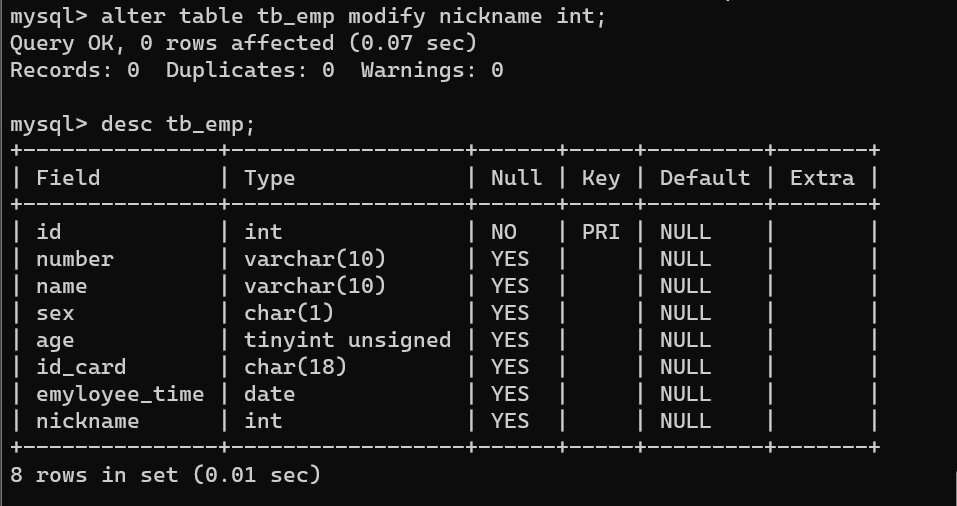 mysql> alter table tb_emp modify nickname int;
Query OK, 0 rows affected (0.07 sec)
Records: 0  Duplicates: 0  Warnings: 0
mysql> desc tb_emp;
+---------------+------------------+------+-----+---------+-------+
| Field         | Type             | Null | Key | Default | Extra |
+---------------+------------------+------+-----+---------+-------+
| id            | int              | NO   | PRI | NULL    |       |
| number        | varchar(10)      | YES  |     | NULL    |       |
| name          | varchar(10)      | YES  |     | NULL    |       |
| sex           | char(1)          | YES  |     | NULL    |       |
| age           | tinyint unsigned | YES  |     | NULL    |       |
| id_card       | char(18)         | YES  |     | NULL    |       |
| emyloyee_time | date             | YES  |     | NULL    |       |
| nickname      | int              | YES  |     | NULL    |       |
+---------------+------------------+------+-----+---------+-------+
8 rows in set (0.01 sec)